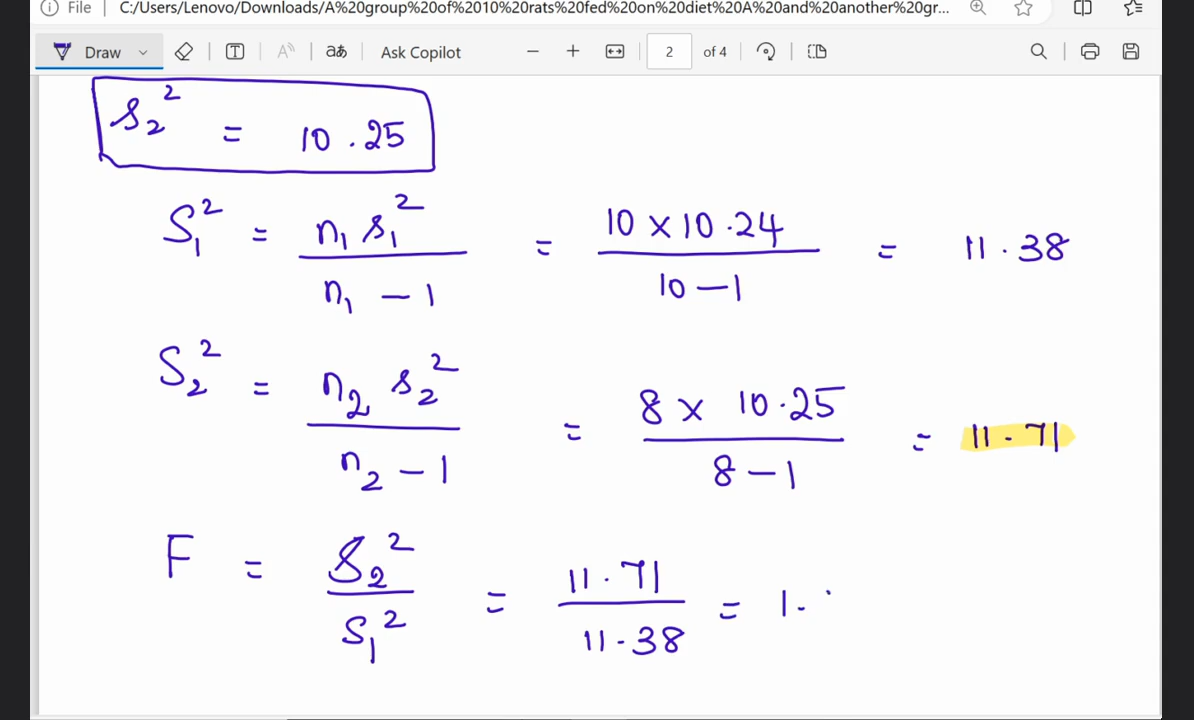 File C:/Users/Lenovo/Downloads/A%20group%20of%2010%20rats%20fed%20on%20diet%20A%20and%20another%20gr...
Draw T A aあ Ask Copilot − + 2 of 4
s₂² = 10.25
S₁² = n₁ s₁² / n₁ − 1 = 10 × 10.24 / 10 − 1 = 11.38
S₂² = n₂ s₂² / n₂ − 1 = 8 × 10.25 / 8 − 1 = 11.71
F = S₂² / S₁² = 11.71 / 11.38 = 1.